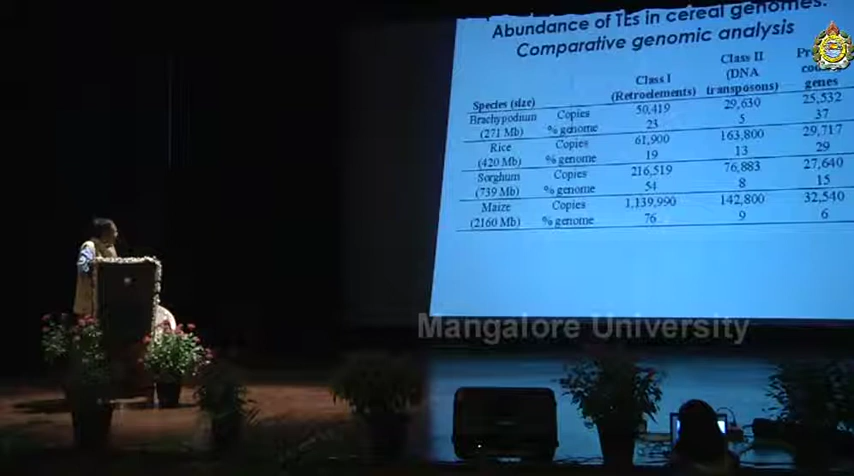 Abundance of TEs in cereal genomes:
Comparative genomic analysis
Species (size) Class I (Retroelements) Class II (DNA transposons) genes
Brachypodium (271 Mb) Copies 50,419 29,630 25,532
% genome 23 5 37
Rice (420 Mb) Copies 61,900 163,800 29,717
% genome 19 13 29
Sorghum (739 Mb) Copies 216,519 76,883 27,640
% genome 54 8 15
Maize (2160 Mb) Copies 1,139,990 142,800 32,540
% genome 76 9 6
Mangalore University